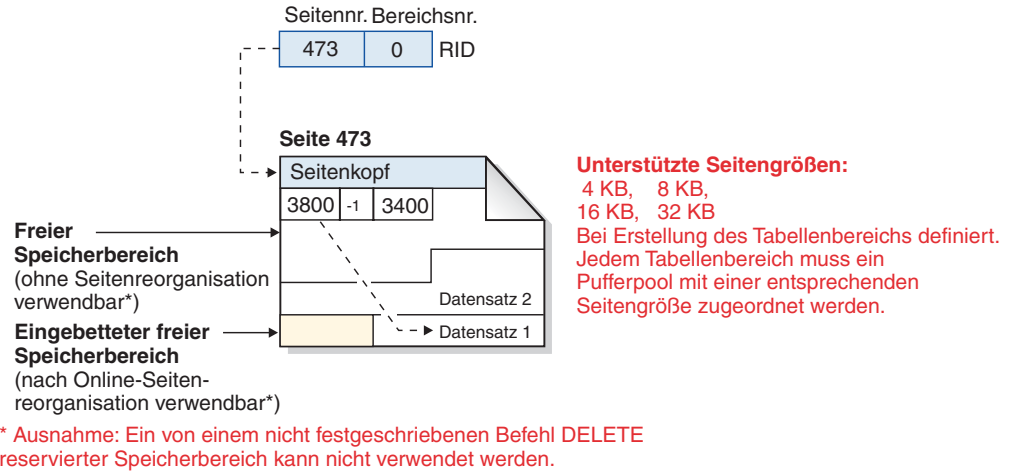 Seitennr. Bereichsnr.
473 0 RID
Seite 473
Seitenkopf
3800 -1 3400
Freier
Speicherbereich
(ohne Seitenreorganisation
verwendbar*)
Datensatz 2
Eingebetteter freier
Speicherbereich
(nach Online-Seiten-
reorganisation verwendbar*)
Datensatz 1
Unterstützte Seitengrößen:
4 KB, 8 KB,
16 KB, 32 KB
Bei Erstellung des Tabellenbereichs definiert.
Jedem Tabellenbereich muss ein
Pufferpool mit einer entsprechenden
Seitengröße zugeordnet werden.
* Ausnahme: Ein von einem nicht festgeschriebenen Befehl DELETE
reservierter Speicherbereich kann nicht verwendet werden.